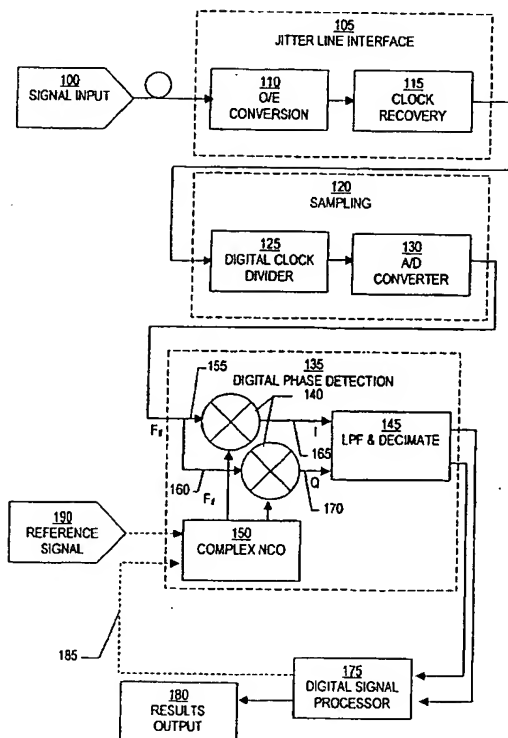 105
JITTER LINE INTERFACE
100
SIGNAL INPUT
110
O/E
CONVERSION
115
CLOCK
RECOVERY
120
SAMPLING
125
DIGITAL CLOCK
DIVIDER
130
A/D
CONVERTER
135
DIGITAL PHASE DETECTION
155
140
Fif
I
165
145
LPF & DECIMATE
160
Fif
Q
170
190
REFERENCE
SIGNAL
150
COMPLEX NCO
185
175
DIGITAL SIGNAL
PROCESSOR
180
RESULTS
OUTPUT